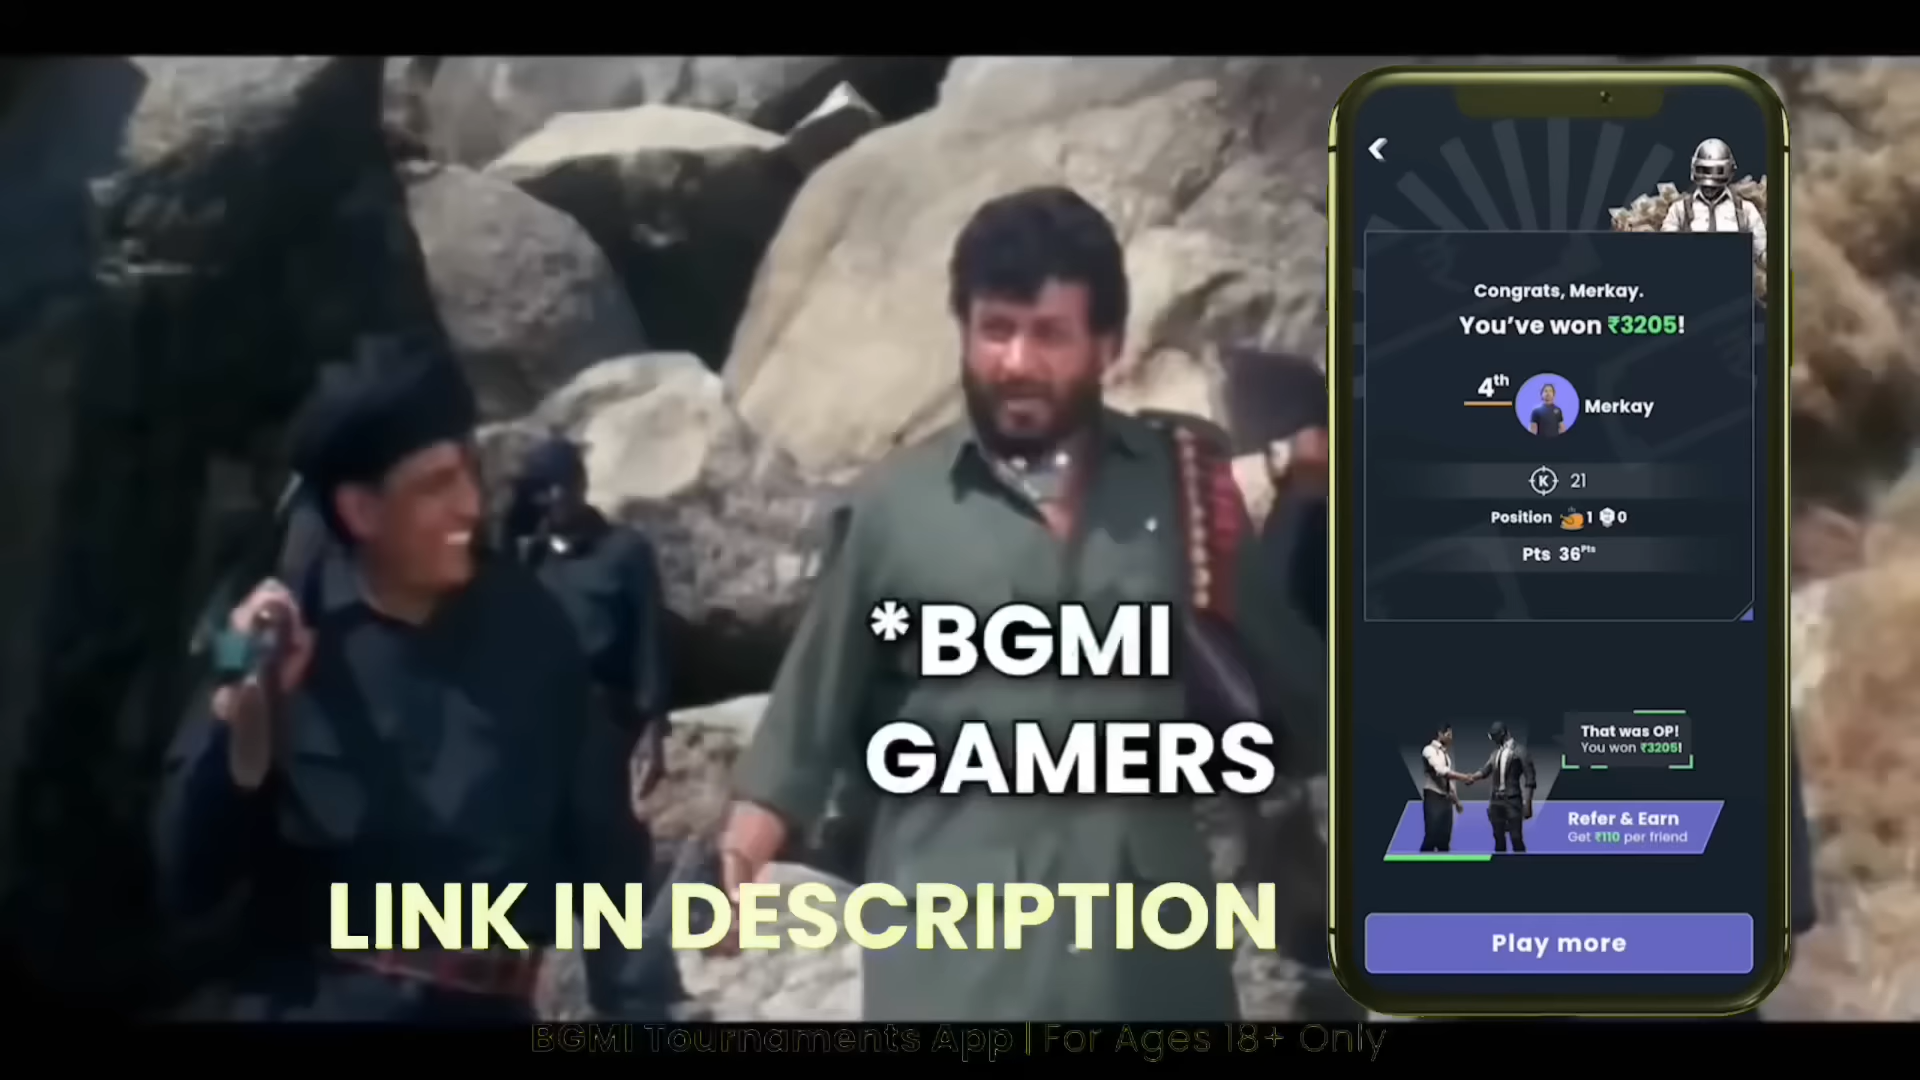 *BGMI
GAMERS
LINK IN DESCRIPTION
BGMI Tournaments App | For Ages 18+ Only
Congrats, Merkay.
You've won ₹3205!
4th
Merkay
K 21
Position 1 0
Pts 36Pts
That was OP!
You won ₹3205!
Refer & Earn
Get ₹110 per friend
Play more